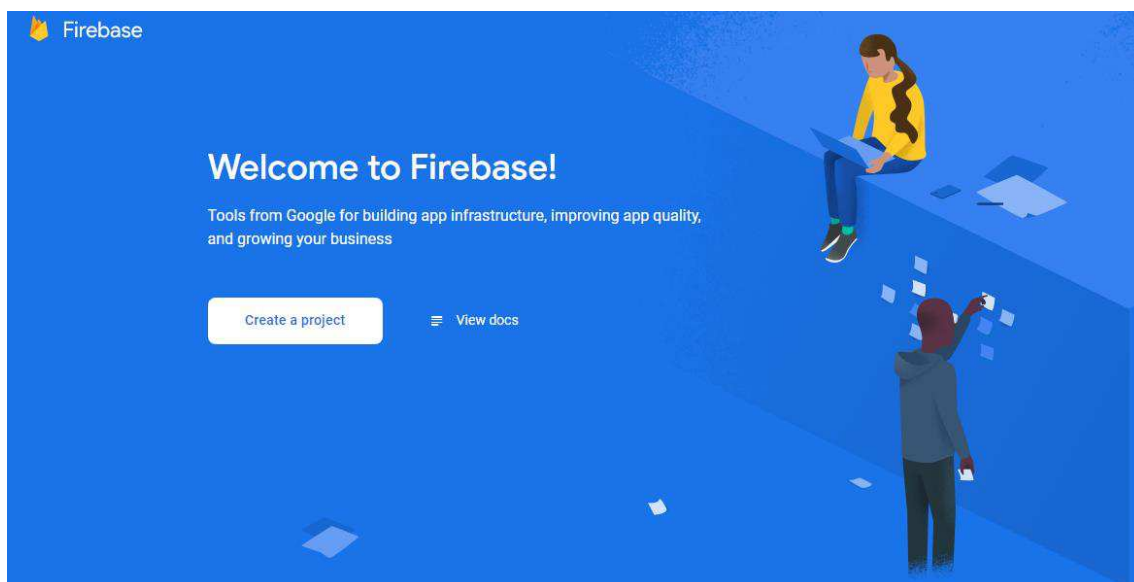 Firebase
Welcome to Firebase!
Tools from Google for building app infrastructure, improving app quality,
and growing your business
Create a project
View docs